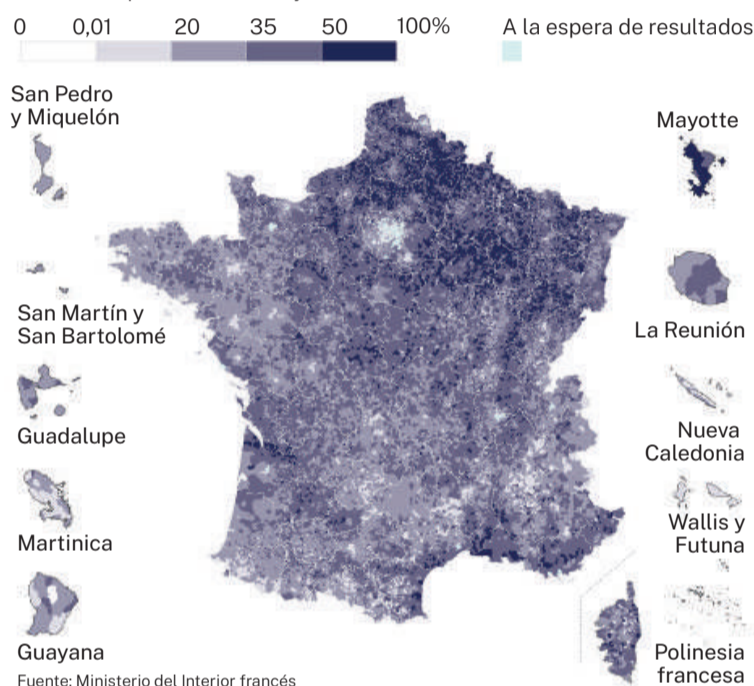 0 0,01 20 35 50 100% A la espera de resultados
San Pedro
y Miquelón
Mayotte
San Martín y
San Bartolomé
La Reunión
Guadalupe
Nueva
Caledonia
Martinica
Wallis y
Futuna
Guayana
Polinesia
francesa
Fuente: Ministerio del Interior francés